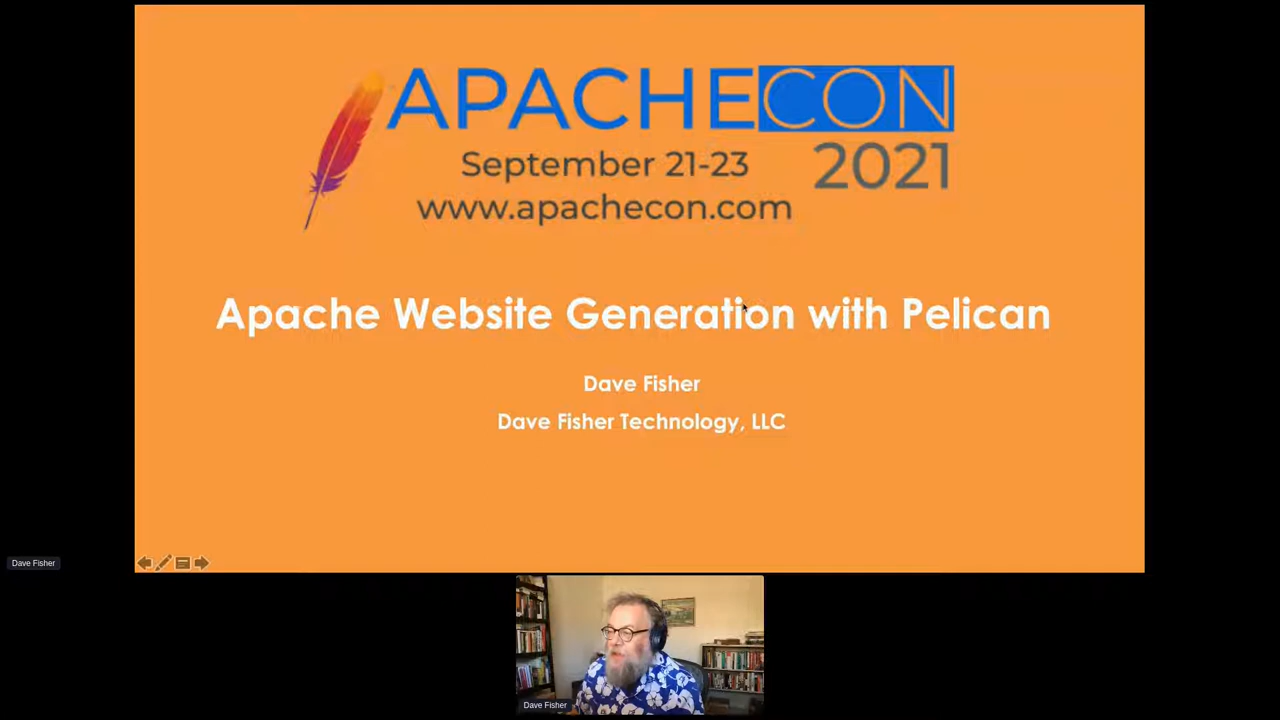 APACHECON
September 21-23
2021
www.apachecon.com
Apache Website Generation with Pelican
Dave Fisher
Dave Fisher Technology, LLC
Dave Fisher
Dave Fisher